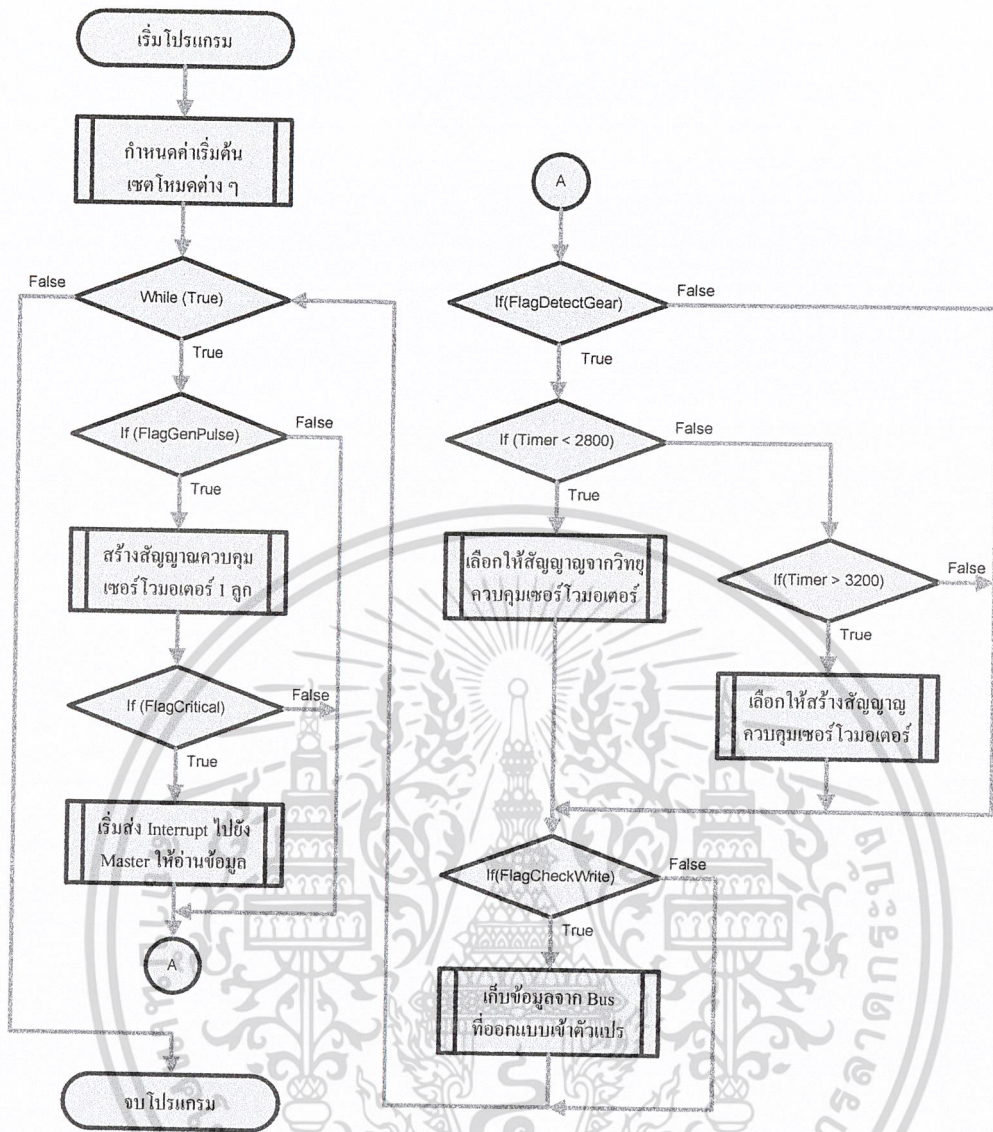 เริ่มโปรแกรม
กำหนดค่าเริ่มต้น
เซตโหมดต่าง ๆ
While (True)
False
True
If (FlagGenPulse)
False
True
สร้างสัญญาณควบคุม
เซอร์โวมอเตอร์ 1 ลูก
If (FlagCritical)
False
True
เริ่มส่ง Interrupt ไปยัง
Master ให้อ่านข้อมูล
A
จบโปรแกรม
A
If(FlagDetectGear)
False
True
If (Timer < 2800)
False
True
เลือกให้สัญญาญจากวิทยุ
ควบคุมเซอร์โวมอเตอร์
If(Timer > 3200)
False
True
เลือกให้สร้างสัญญาญ
ควบคุมเซอร์โวมอเตอร์
If(FlagCheckWrite)
False
True
เก็บข้อมูลจาก Bus
ที่ออกแบบเข้าตัวแปร